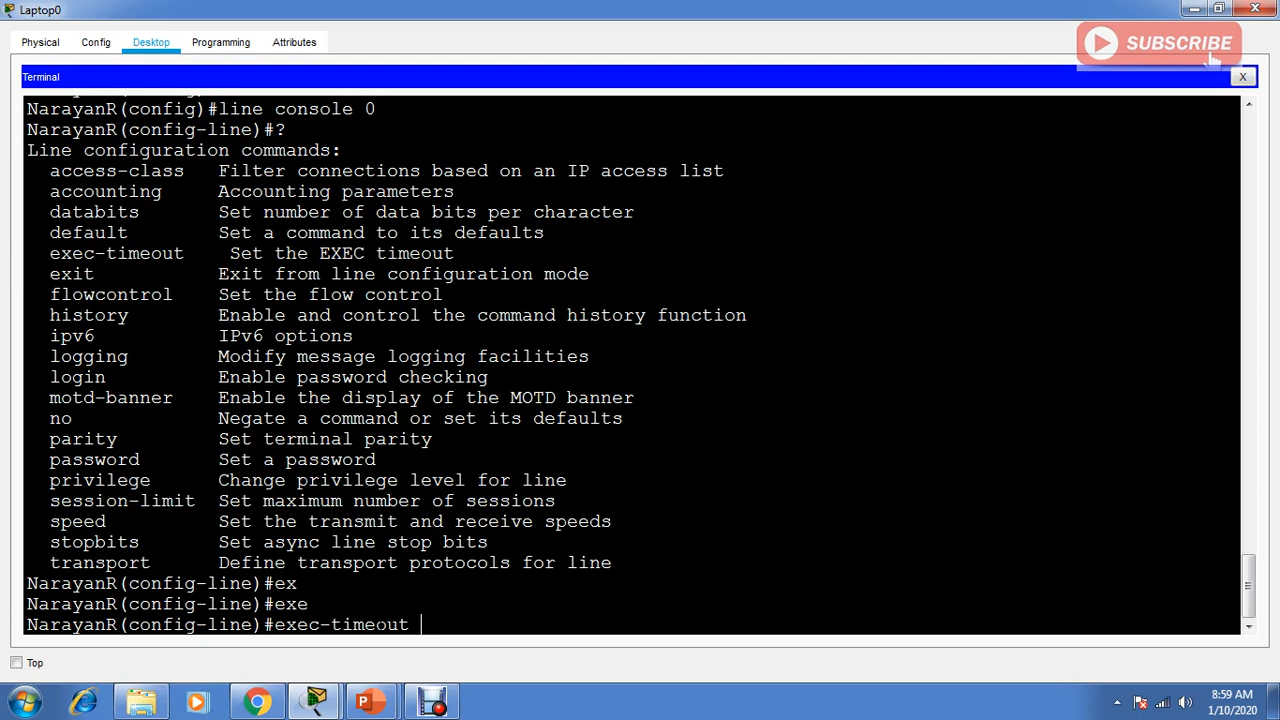 Laptop0
Physical Config Desktop Programming Attributes
SUBSCRIBE
Terminal X
NarayanR(config)#line console 0
NarayanR(config-line)#?
Line configuration commands:
access-class Filter connections based on an IP access list
accounting Accounting parameters
databits Set number of data bits per character
default Set a command to its defaults
exec-timeout Set the EXEC timeout
exit Exit from line configuration mode
flowcontrol Set the flow control
history Enable and control the command history function
ipv6 IPv6 options
logging Modify message logging facilities
login Enable password checking
motd-banner Enable the display of the MOTD banner
no Negate a command or set its defaults
parity Set terminal parity
password Set a password
privilege Change privilege level for line
session-limit Set maximum number of sessions
speed Set the transmit and receive speeds
stopbits Set async line stop bits
transport Define transport protocols for line
NarayanR(config-line)#ex
NarayanR(config-line)#exe
NarayanR(config-line)#exec-timeout
Top
8:59 AM
1/10/2020